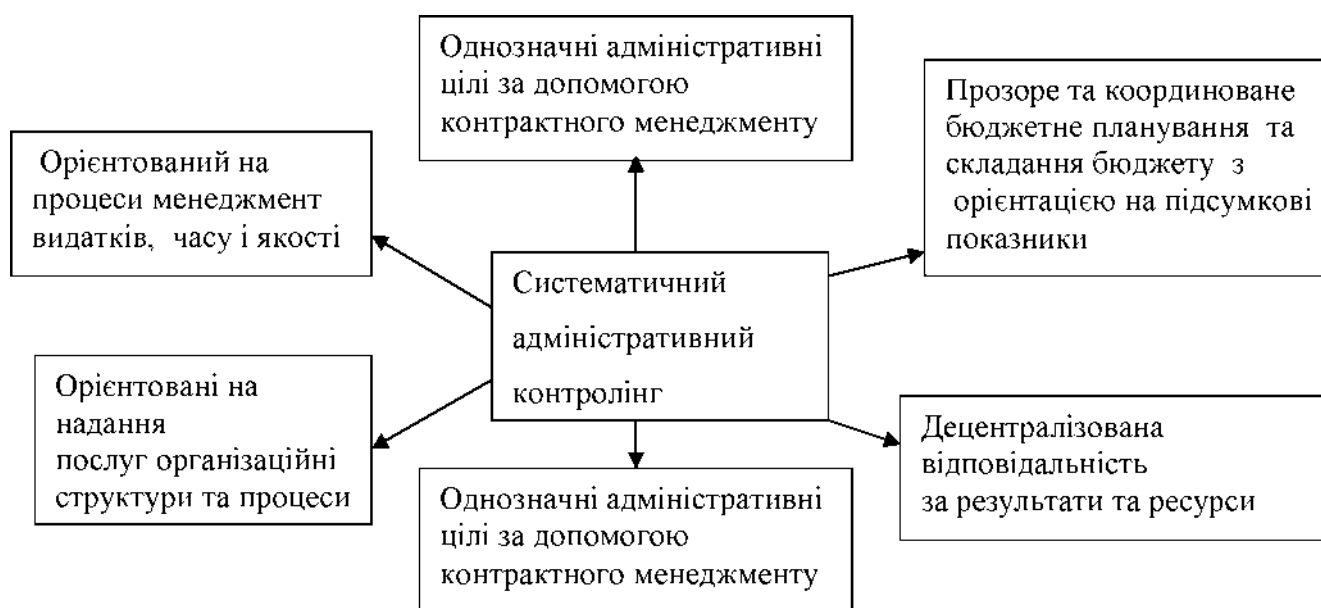 Однозначні адміністративні
цілі за допомогою
контрактного менеджменту
Прозоре та координоване
бюджетне планування та
складання бюджету з
орієнтацією на підсумкові
показники
Орієнтований на
процеси менеджмент
видатків, часу і якості
Систематичний
адміністративний
контролінг
Орієнтовані на
надання
послуг організаційні
структури та процеси
Децентралізована
відповідальність
за результати та ресурси
Однозначні адміністративні
цілі за допомогою
контрактного менеджменту